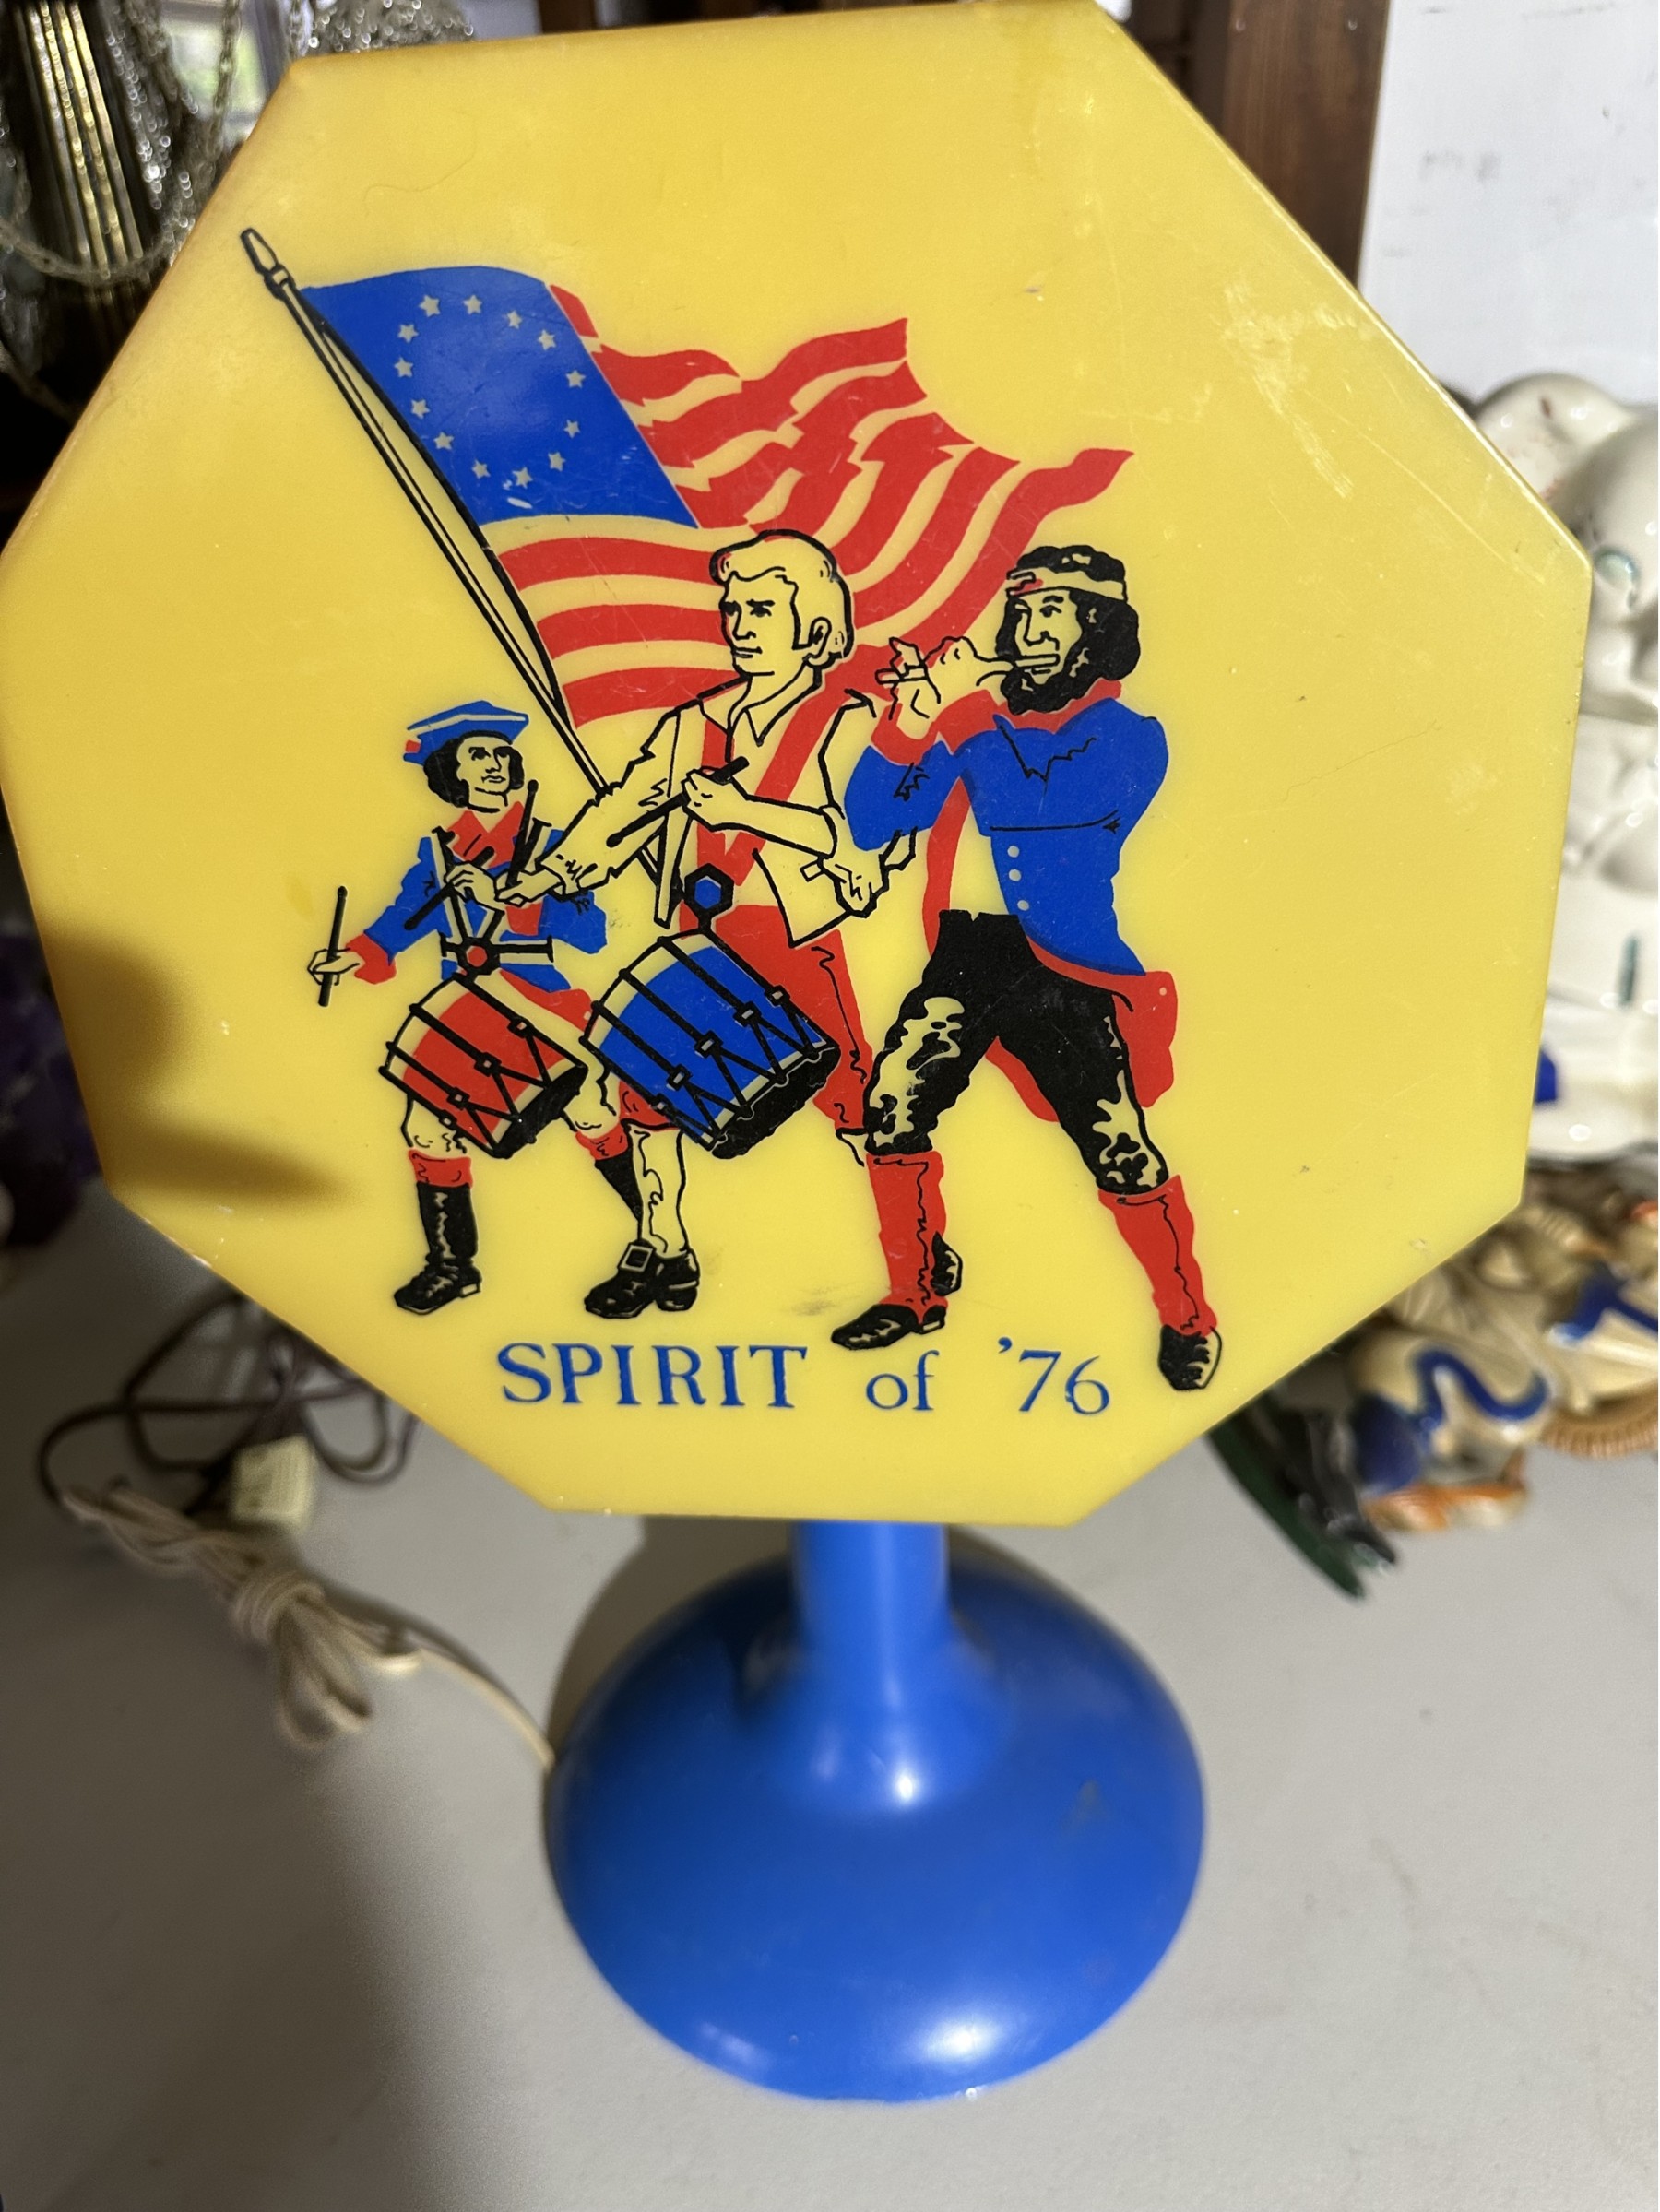 SPIRIT of ’76